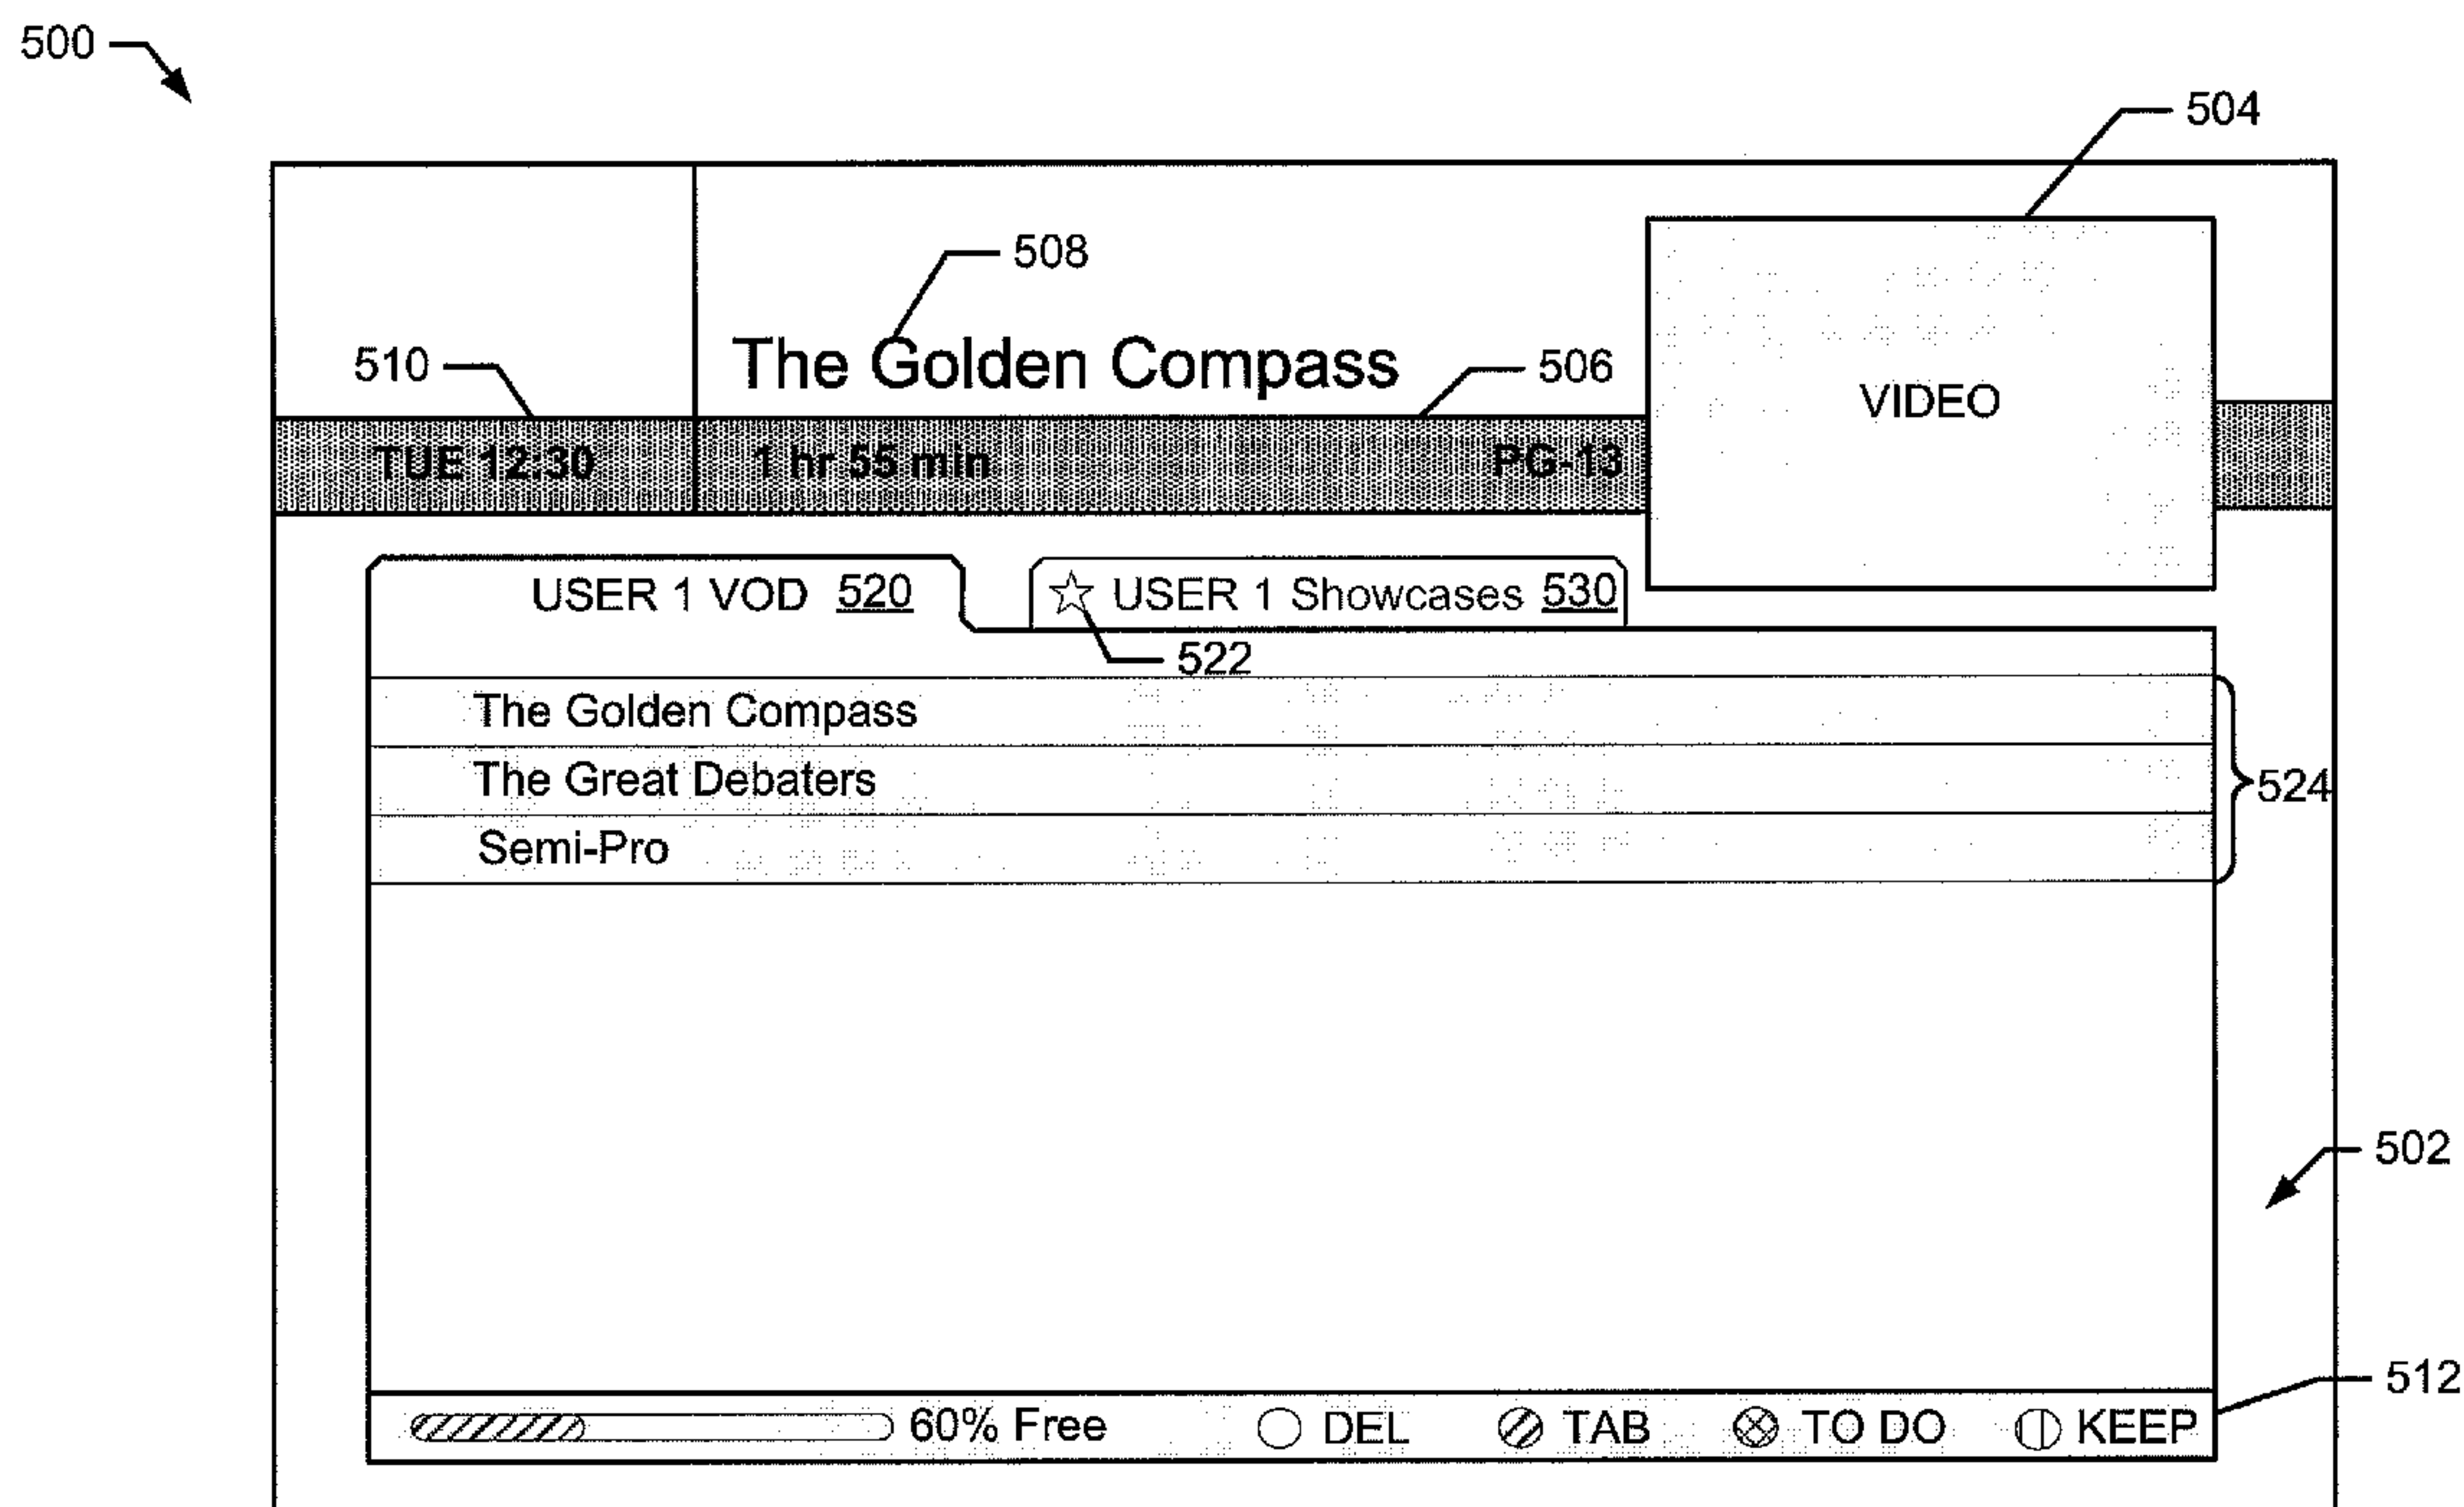 500
504
508
The Golden Compass
510
506
VIDEO
TUE 12:30 1 hr 55 min PG-13
USER 1 VOD 520 USER 1 Showcases 530
522
The Golden Compass
The Great Debaters
524
Semi-Pro
502
512
60% Free DEL TAB TO DO KEEP